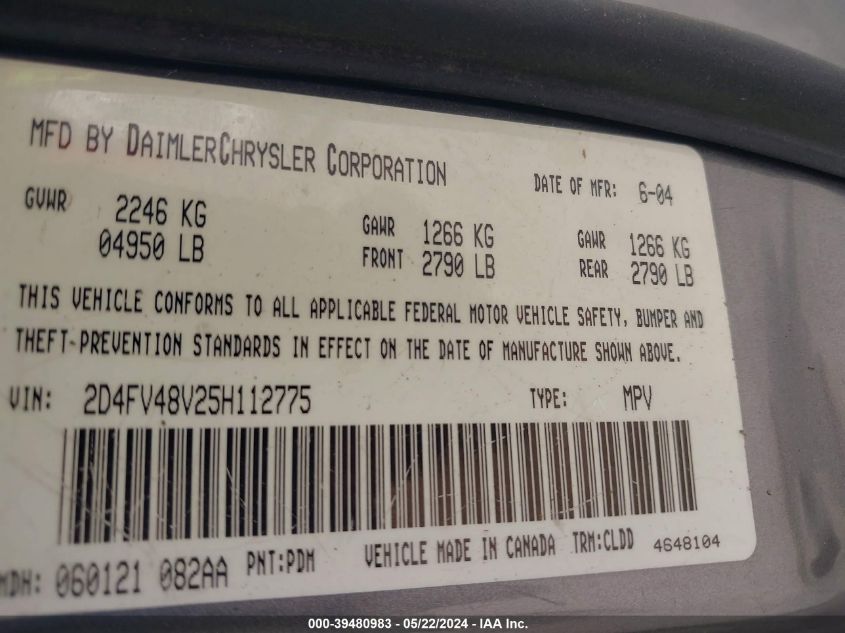 MFD BY DAIMLERCHRYSLER CORPORATION DATE OF MFR: 6-04
GVWR 2246 KG GAWR 1266 KG GAWR 1266 KG
04950 LB FRONT 2790 LB REAR 2790 LB
THIS VEHICLE CONFORMS TO ALL APPLICABLE FEDERAL MOTOR VEHICLE SAFETY, BUMPER AND
THEFT-PREVENTION STANDARDS IN EFFECT ON THE DATE OF MANUFACTURE SHOWN ABOVE.
VIN: 2D4FV48V25H112775 TYPE: MPV
MDH: 060121 082AA PNT:PDM VEHICLE MADE IN CANADA TRM:CLDD 4648104
000-39480983 - 05/22/2024 - IAA Inc.